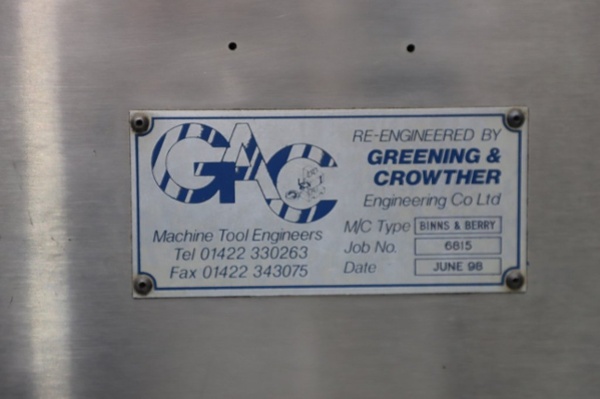 GAC
Machine Tool Engineers
Tel 01422 330263
Fax 01422 343075
RE-ENGINEERED BY
GREENING &
CROWTHER
Engineering Co Ltd
M/C Type BINNS & BERRY
Job No. 6815
Date JUNE 98